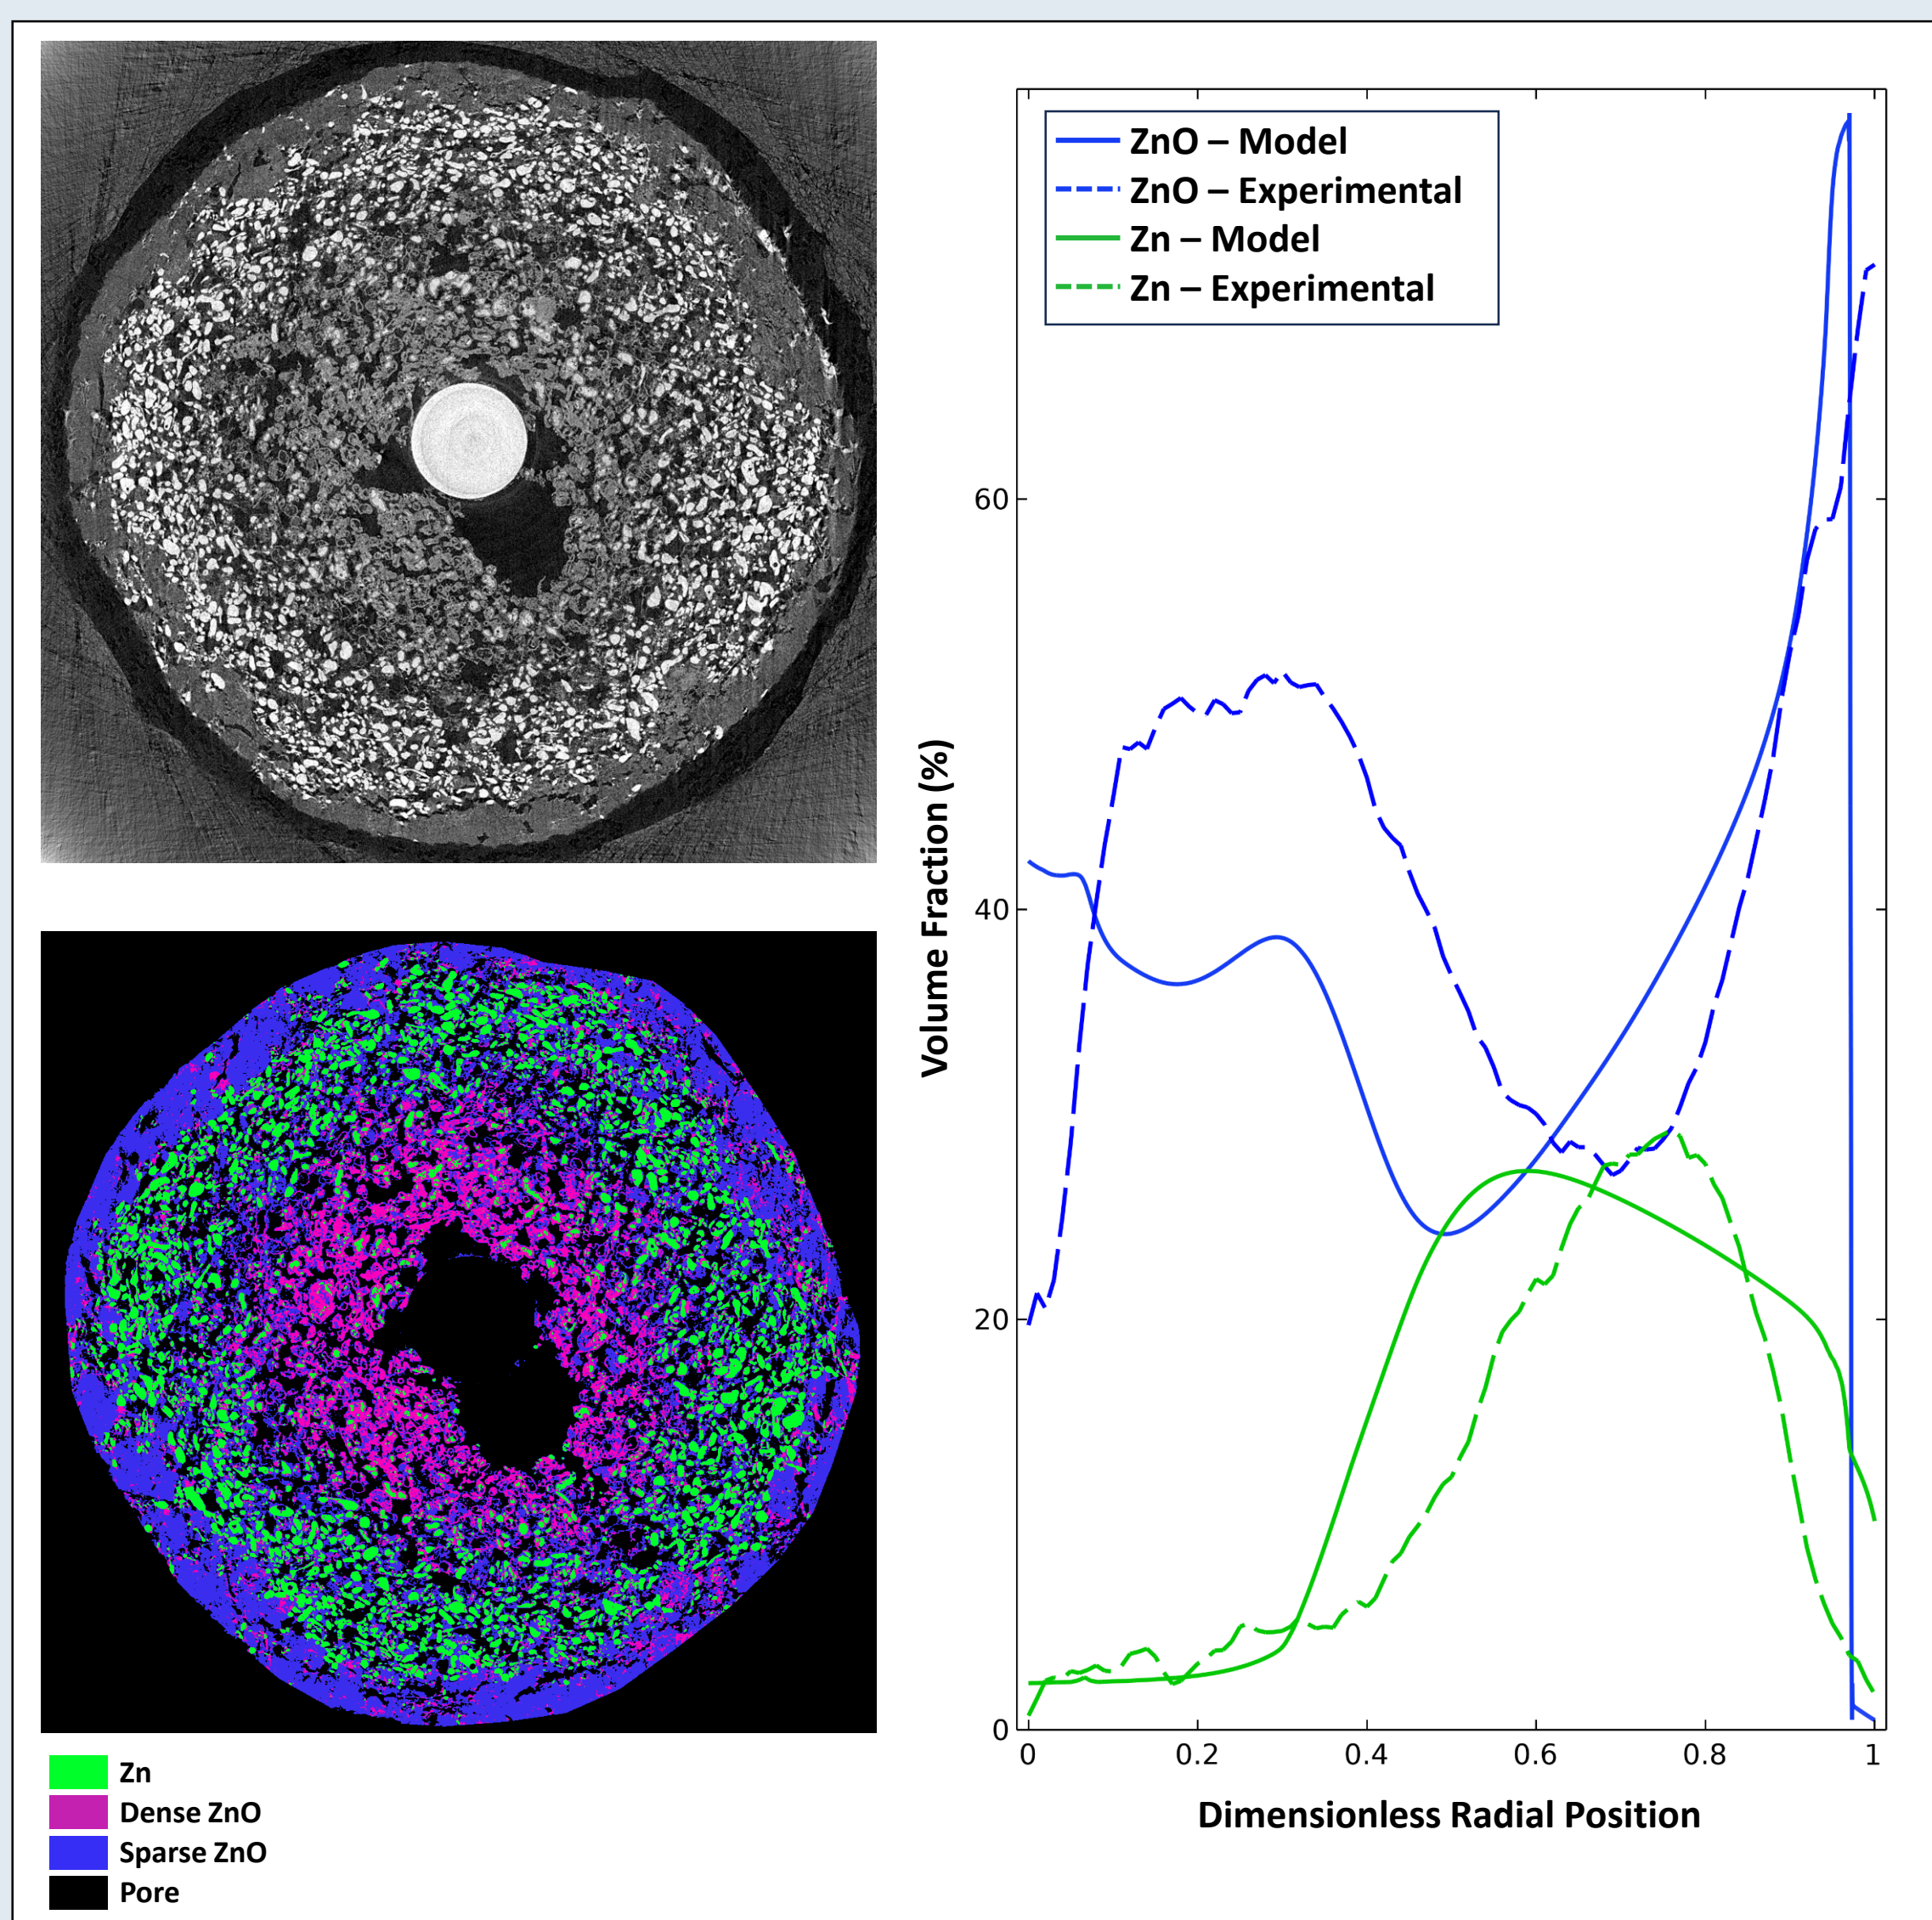 Zn
Dense ZnO
Sparse ZnO
Pore
ZnO – Model
ZnO – Experimental
Zn – Model
Zn – Experimental
Volume Fraction (%)
60
40
20
0
0 0.2 0.4 0.6 0.8 1
Dimensionless Radial Position